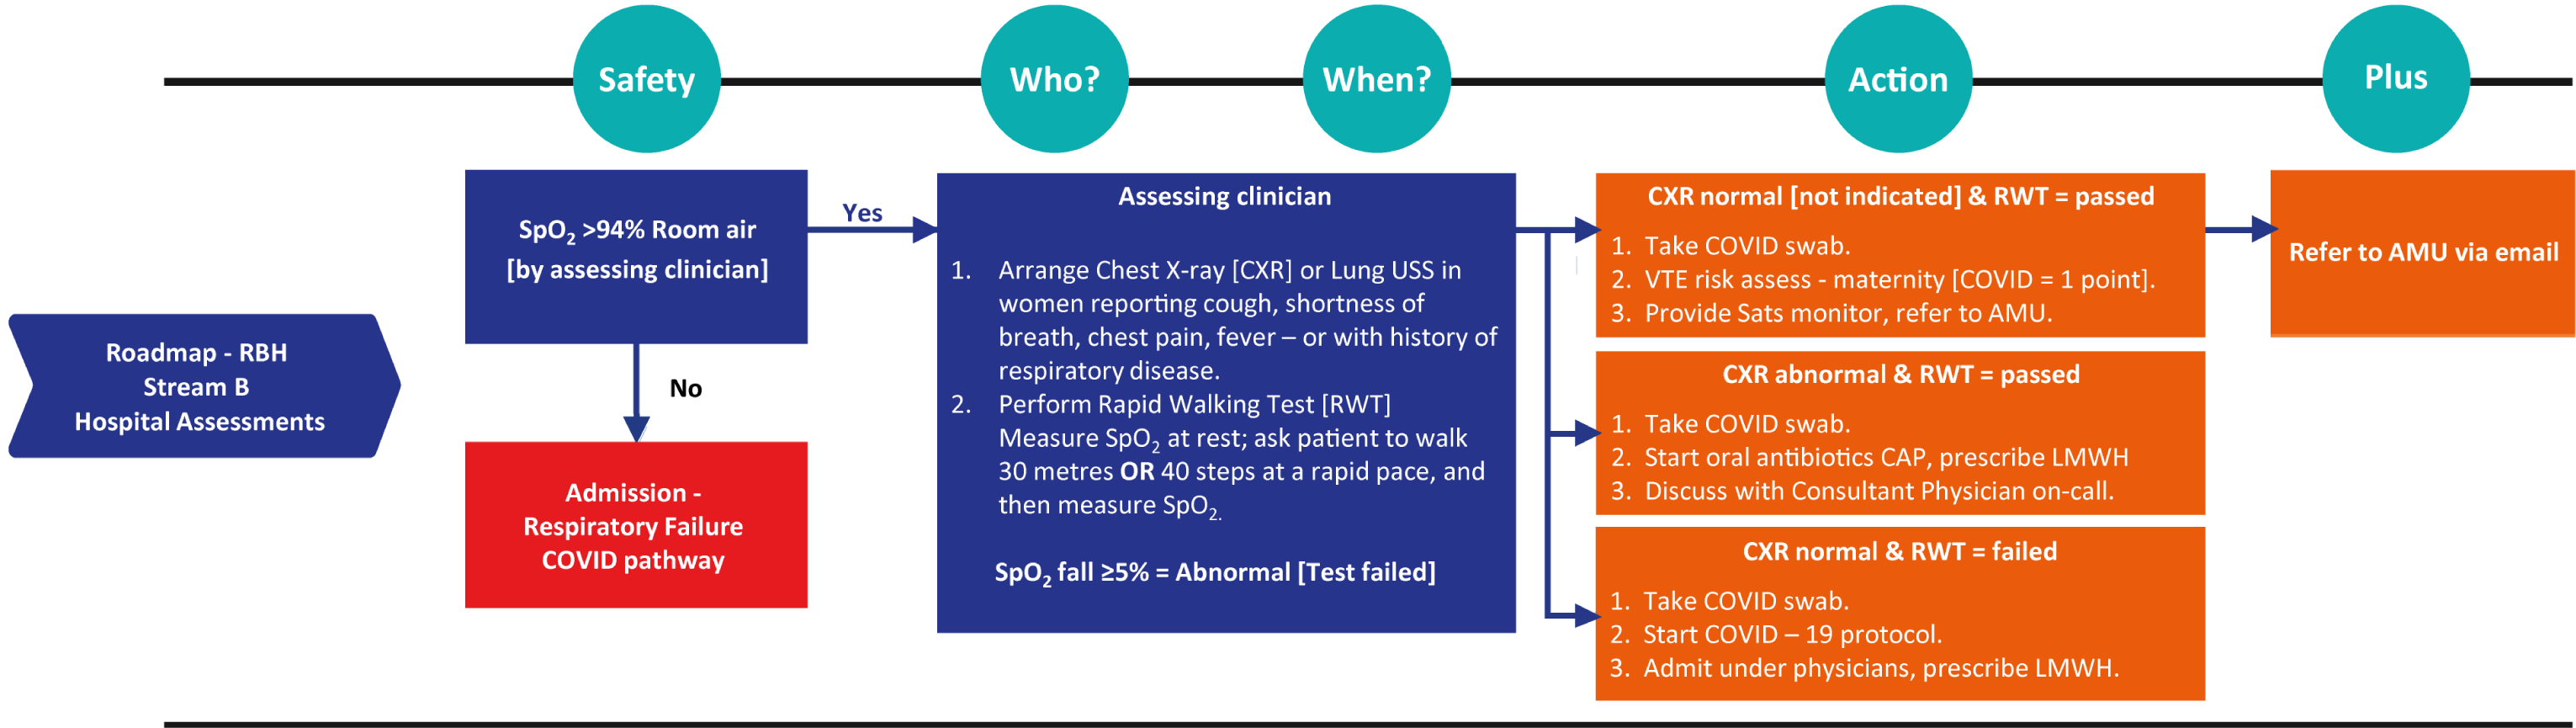 Safety
Who?
When?
Action
Plus
Roadmap - RBH
Stream B
Hospital Assessments
SpO₂ >94% Room air
[by assessing clinician]
Yes
No
Admission -
Respiratory Failure
COVID pathway
Assessing clinician
1. Arrange Chest X-ray [CXR] or Lung USS in
women reporting cough, shortness of
breath, chest pain, fever – or with history of
respiratory disease.
2. Perform Rapid Walking Test [RWT]
Measure SpO₂ at rest; ask patient to walk
30 metres OR 40 steps at a rapid pace, and
then measure SpO₂.
SpO₂ fall ≥5% = Abnormal [Test failed]
CXR normal [not indicated] & RWT = passed
1. Take COVID swab.
2. VTE risk assess - maternity [COVID = 1 point].
3. Provide Sats monitor, refer to AMU.
CXR abnormal & RWT = passed
1. Take COVID swab.
2. Start oral antibiotics CAP, prescribe LMWH
3. Discuss with Consultant Physician on-call.
CXR normal & RWT = failed
1. Take COVID swab.
2. Start COVID – 19 protocol.
3. Admit under physicians, prescribe LMWH.
Refer to AMU via email